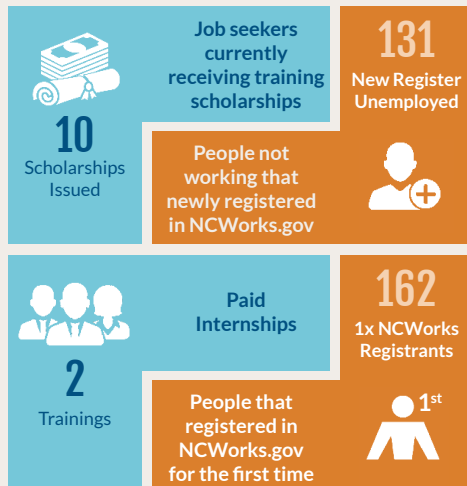 10
Scholarships
Issued
Job seekers
currently
receiving training
scholarships
131
New Register
Unemployed
People not
working that
newly registered
in NCWorks.gov
2
Trainings
Paid
Internships
162
1x NCWorks
Registrants
1st
People that
registered in
NCWorks.gov
for the first time